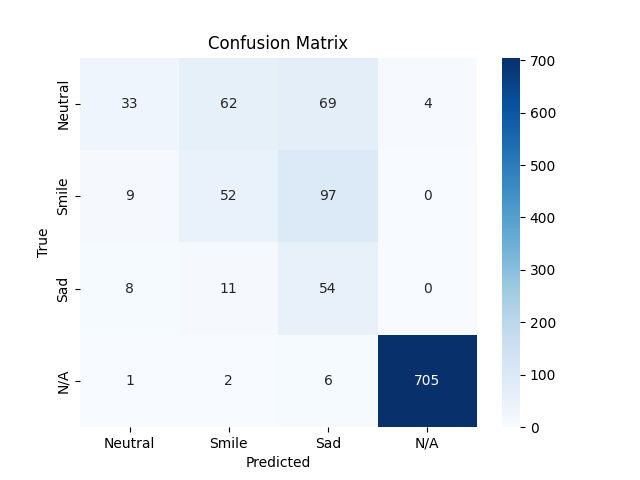 Confusion Matrix
True
Neutral 33 62 69 4
Smile 9 52 97 0
Sad 8 11 54 0
N/A 1 2 6 705
Neutral Smile Sad N/A
Predicted
700
600
500
400
300
200
100
0